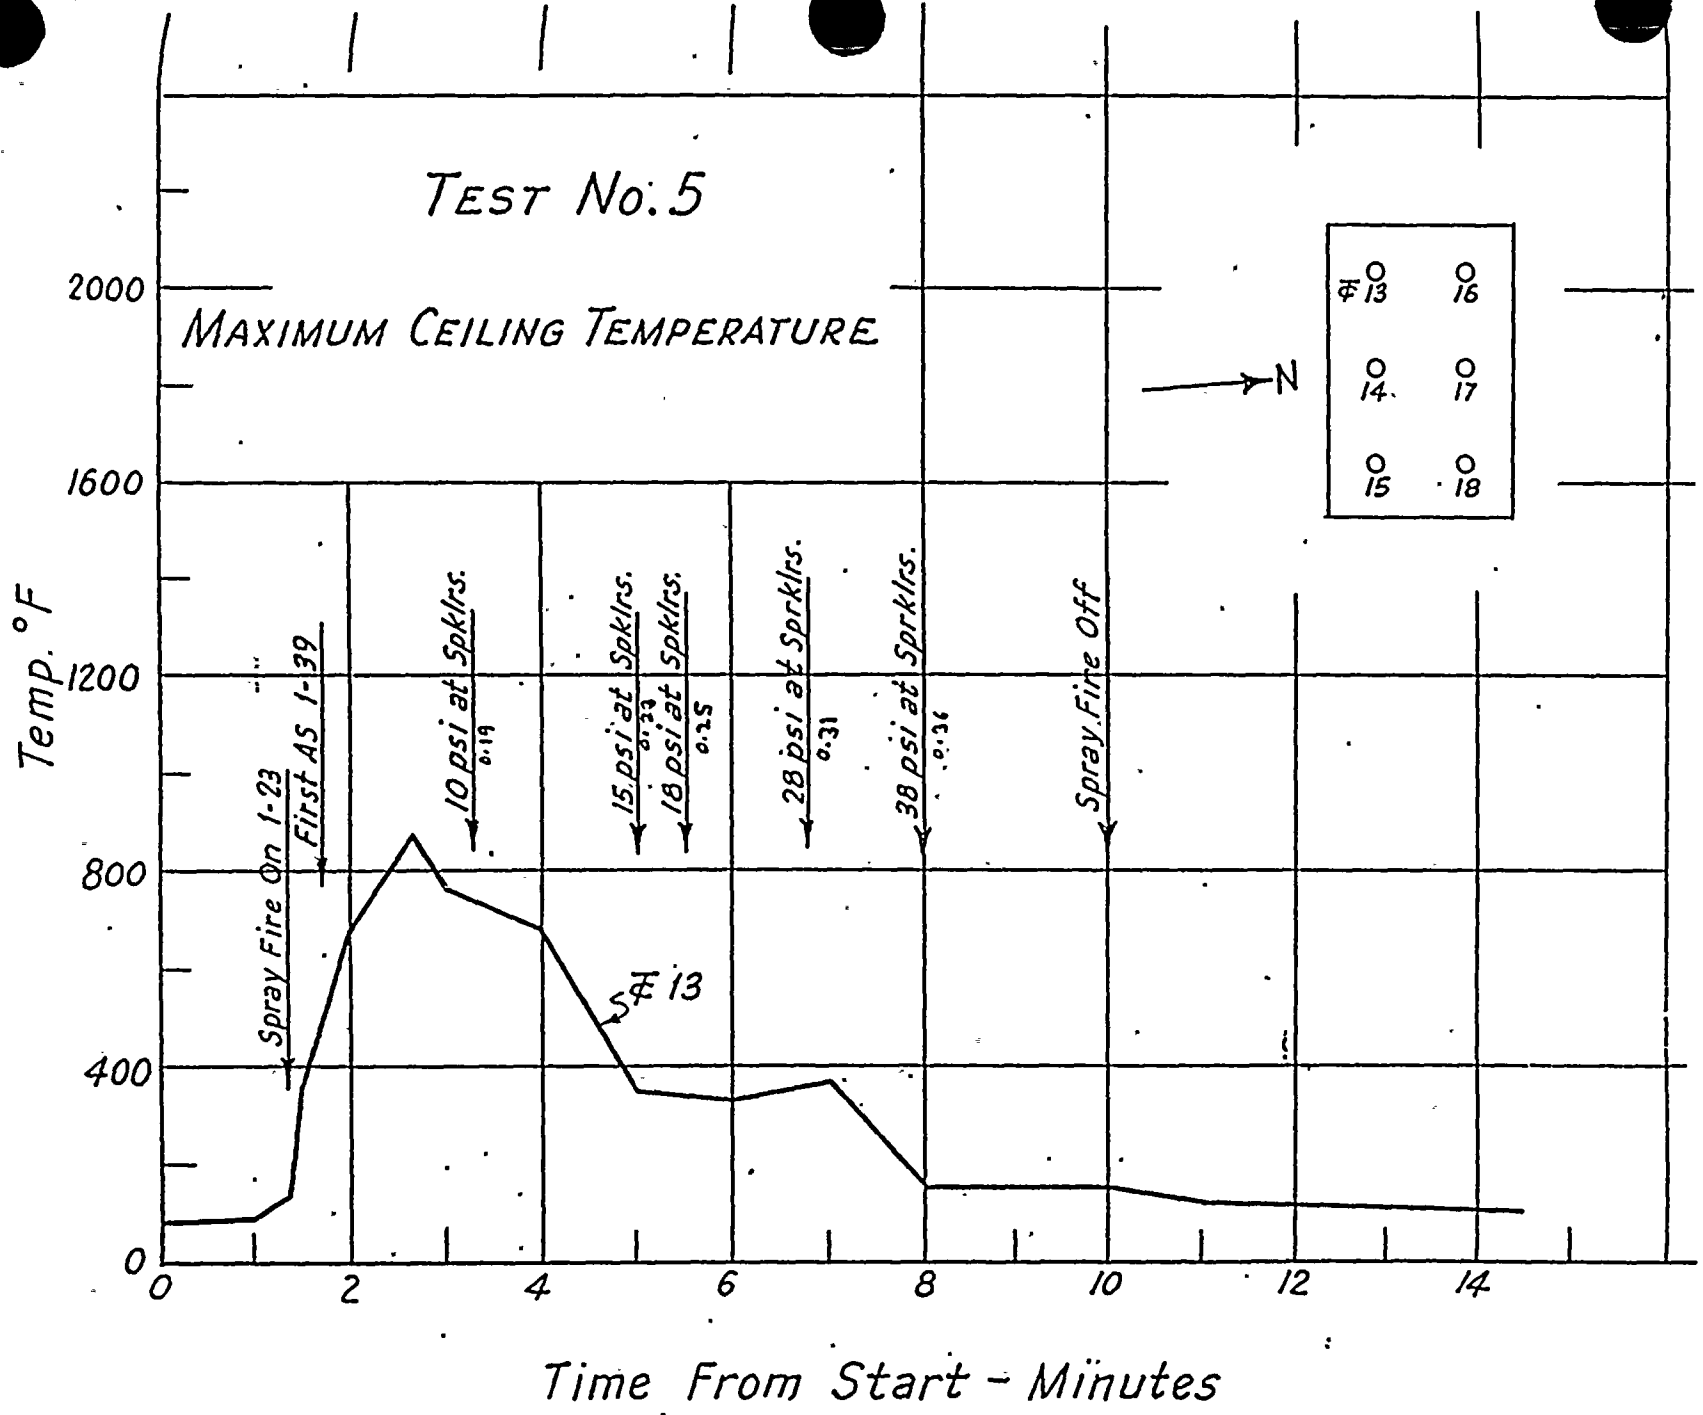 TEST No. 5
MAXIMUM CEILING TEMPERATURE
2000
1600
1200
800
400
0
Temp. °F
N
13
16
14
17
15
18
Spray Fire On 1-23
First AS 1-39
10 psi at Spklrs.
0.19
15 psi at Spklrs.
18 psi at Spklrs.
0.25
28 psi at Sprklrs.
0.31
38 psi at Sprklrs.
0.36
Spray Fire Off
13
0 2 4 6 8 10 12 14
Time From Start - Minutes